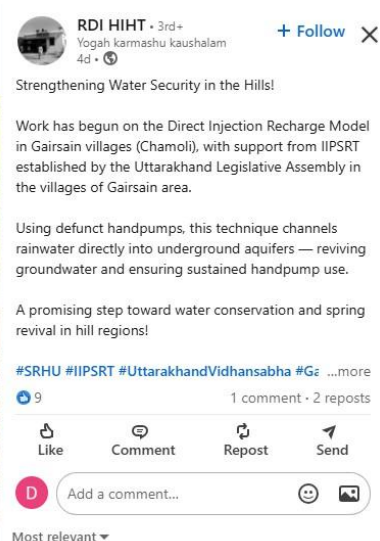 RDI HIHT • 3rd+
+ Follow
Yogah karmashu kaushalam
4d •
Strengthening Water Security in the Hills!
Work has begun on the Direct Injection Recharge Model
in Gairsain villages (Chamoli), with support from IIPSRT
established by the Uttarakhand Legislative Assembly in
the villages of Gairsain area.
Using defunct handpumps, this technique channels
rainwater directly into underground aquifers — reviving
groundwater and ensuring sustained handpump use.
A promising step toward water conservation and spring
revival in hill regions!
#SRHU #IIPSRT #UttarakhandVidhansabha #Ga ...more
9
1 comment • 2 reposts
Like Comment Repost Send
D
Add a comment...
Most relevant